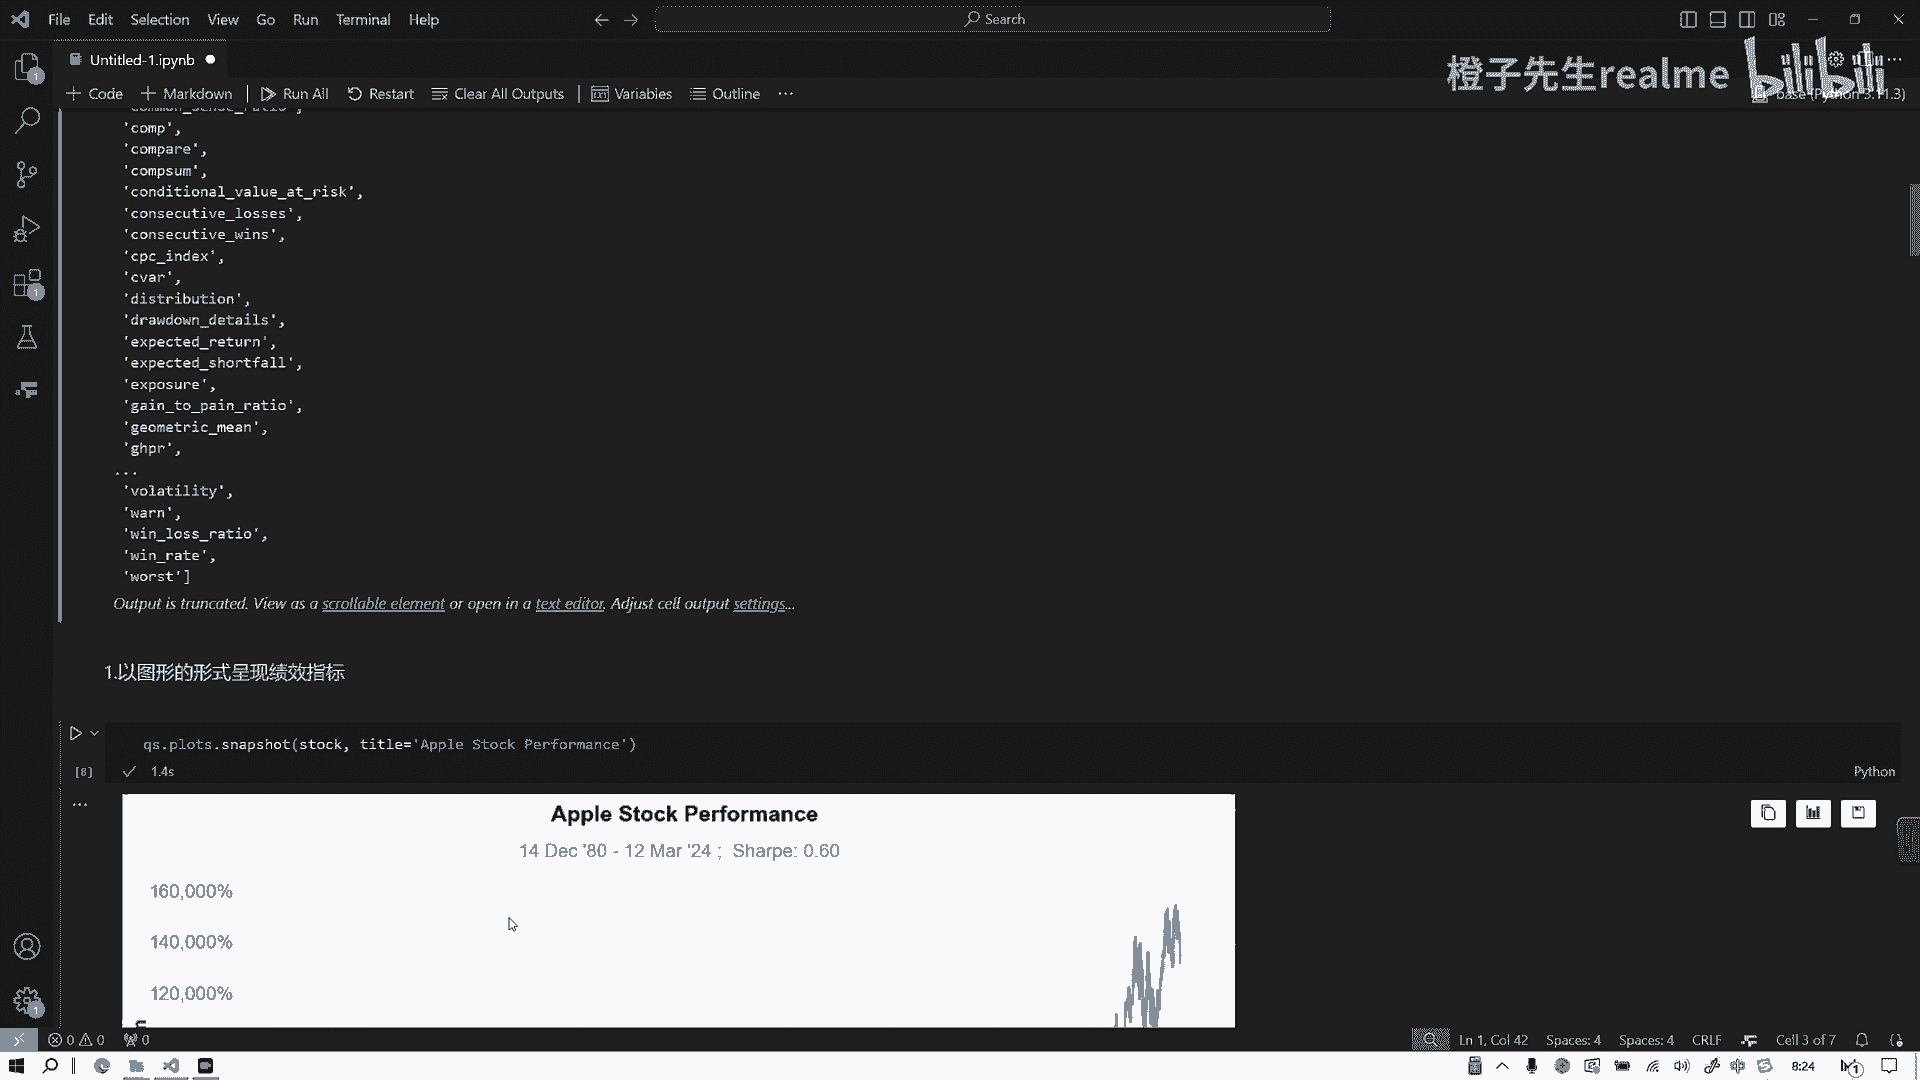 File Edit Selection View Go Run Terminal Help
Search
Untitled-1.ipynb
橙子先生realme bilibili
Code Markdown Run All Restart Clear All Outputs Variables Outline ...
base (Python 3.11.3)
'common_sense_ratio',
'comp',
'compare',
'compsum',
'conditional_value_at_risk',
'consecutive_losses',
'consecutive_wins',
'cpc_index',
'cvar',
'distribution',
'drawdown_details',
'expected_return',
'expected_shortfall',
'exposure',
'gain_to_pain_ratio',
'geometric_mean',
'ghpr',
...
'volatility',
'warn',
'win_loss_ratio',
'win_rate',
'worst']
Output is truncated. View as a scrollable element or open in a text editor. Adjust cell output settings...
1.以图形的形式呈现绩效指标
qs.plots.snapshot(stock, title='Apple Stock Performance')
[8] 1.4s
Python
Apple Stock Performance
14 Dec '80 - 12 Mar '24 ; Sharpe: 0.60
160,000%
140,000%
120,000%
0 0 0
Ln 1, Col 42 Spaces: 4 Spaces: 4 CRLF Cell 3 of 7
8:24